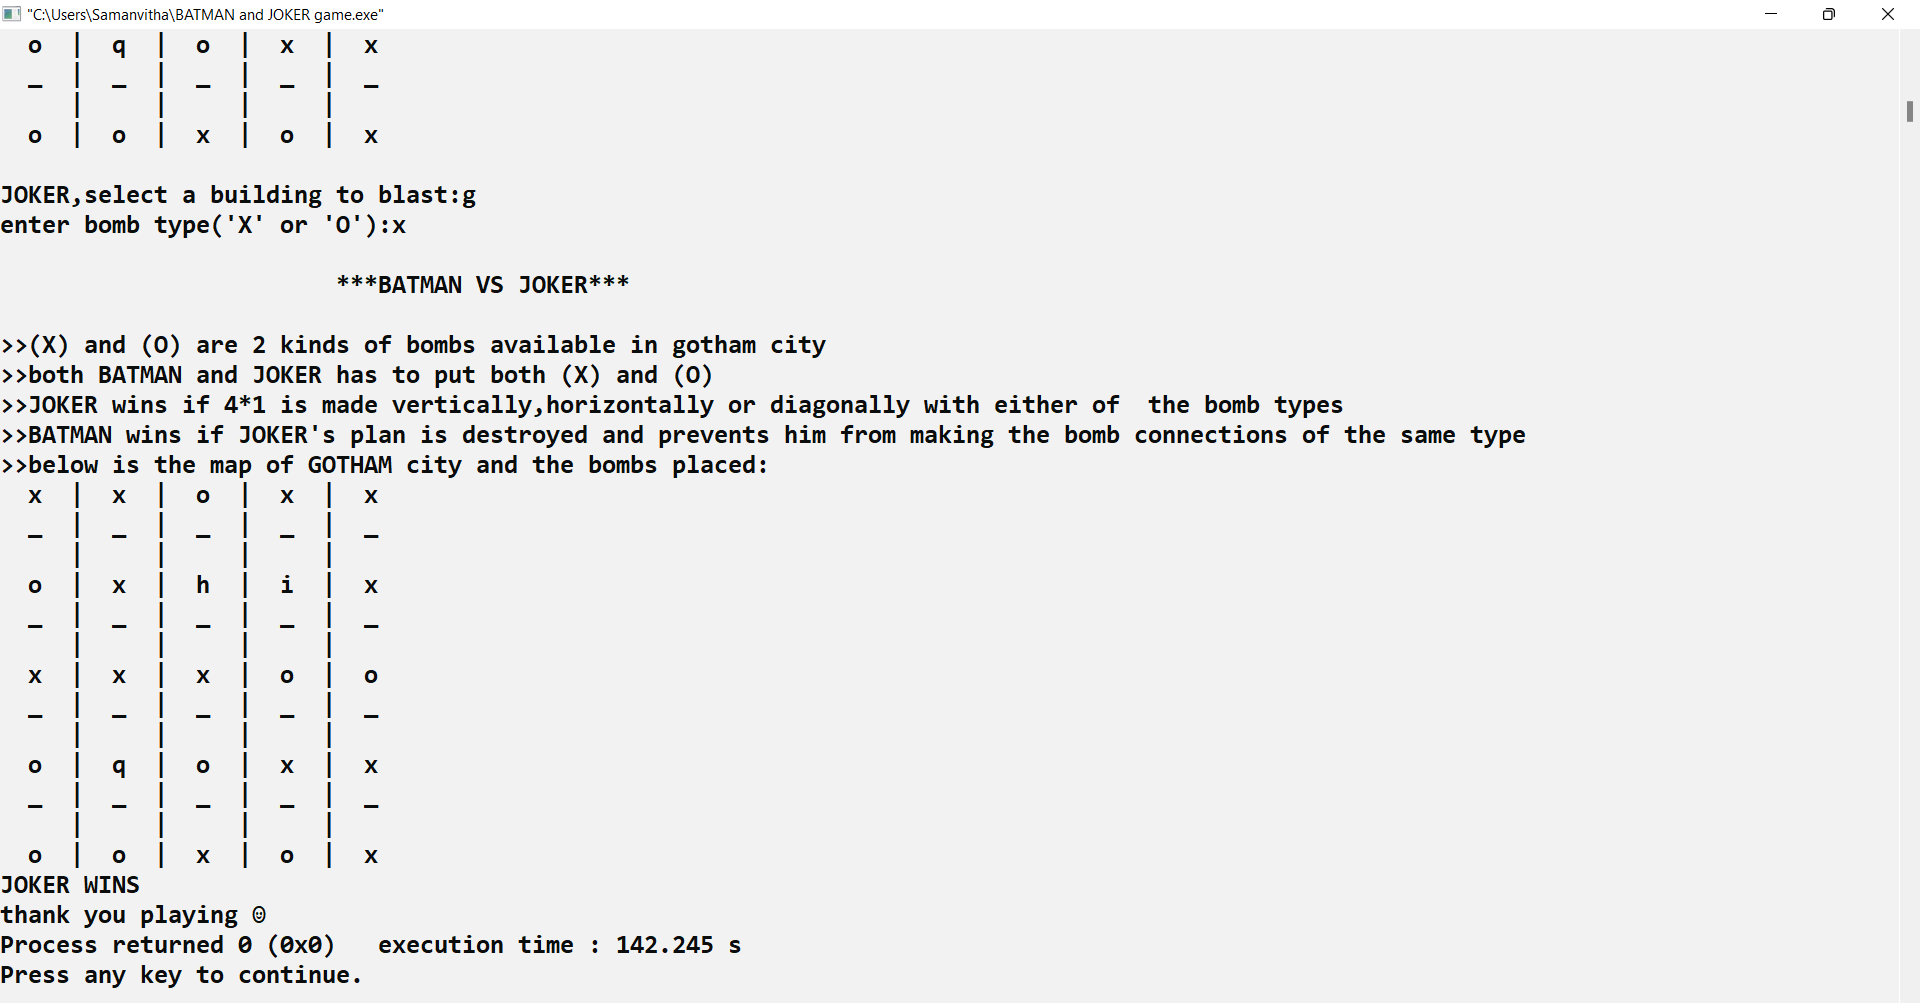 "C:\Users\Samanvitha\BATMAN and JOKER game.exe"
o | q | o | x | x
_ | _ | _ | _ | _
| | | |
o | o | x | o | x
JOKER,select a building to blast:g
enter bomb type('X' or 'O'):x
***BATMAN VS JOKER***
>>(X) and (O) are 2 kinds of bombs available in gotham city
>>both BATMAN and JOKER has to put both (X) and (O)
>>JOKER wins if 4*1 is made vertically,horizontally or diagonally with either of  the bomb types
>>BATMAN wins if JOKER's plan is destroyed and prevents him from making the bomb connections of the same type
>>below is the map of GOTHAM city and the bombs placed:
x | x | o | x | x
_ | _ | _ | _ | _
| | | |
o | x | h | i | x
_ | _ | _ | _ | _
| | | |
x | x | x | o | o
_ | _ | _ | _ | _
| | | |
o | q | o | x | x
_ | _ | _ | _ | _
| | | |
o | o | x | o | x
JOKER WINS
thank you playing ☺
Process returned 0 (0x0)   execution time : 142.245 s
Press any key to continue.